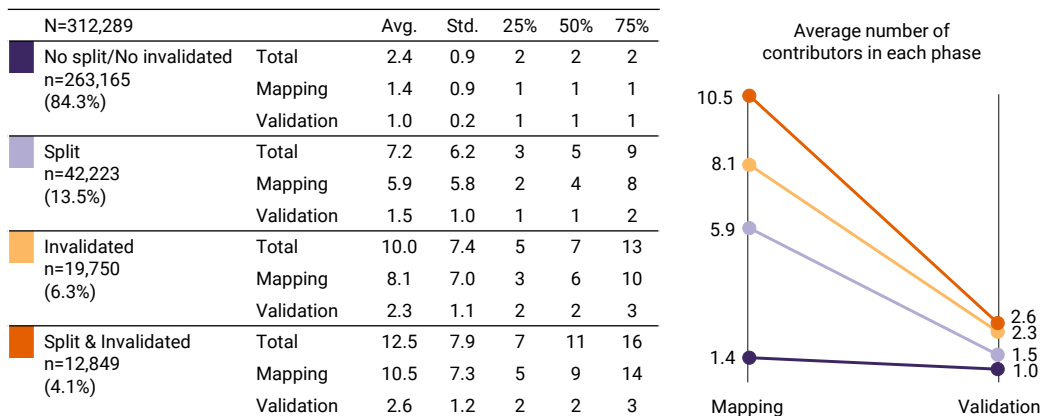 N=312,289 Avg. Std. 25% 50% 75%
No split/No invalidated Total 2.4 0.9 2 2 2
n=263,165 Mapping 1.4 0.9 1 1 1
(84.3%) Validation 1.0 0.2 1 1 1
Split Total 7.2 6.2 3 5 9
n=42,223 Mapping 5.9 5.8 2 4 8
(13.5%) Validation 1.5 1.0 1 1 2
Invalidated Total 10.0 7.4 5 7 13
n=19,750 Mapping 8.1 7.0 3 6 10
(6.3%) Validation 2.3 1.1 2 2 3
Split & Invalidated Total 12.5 7.9 7 11 16
n=12,849 Mapping 10.5 7.3 5 9 14
(4.1%) Validation 2.6 1.2 2 2 3
Average number of
contributors in each phase
10.5
8.1
5.9
1.4
2.6
2.3
1.5
1.0
Mapping Validation